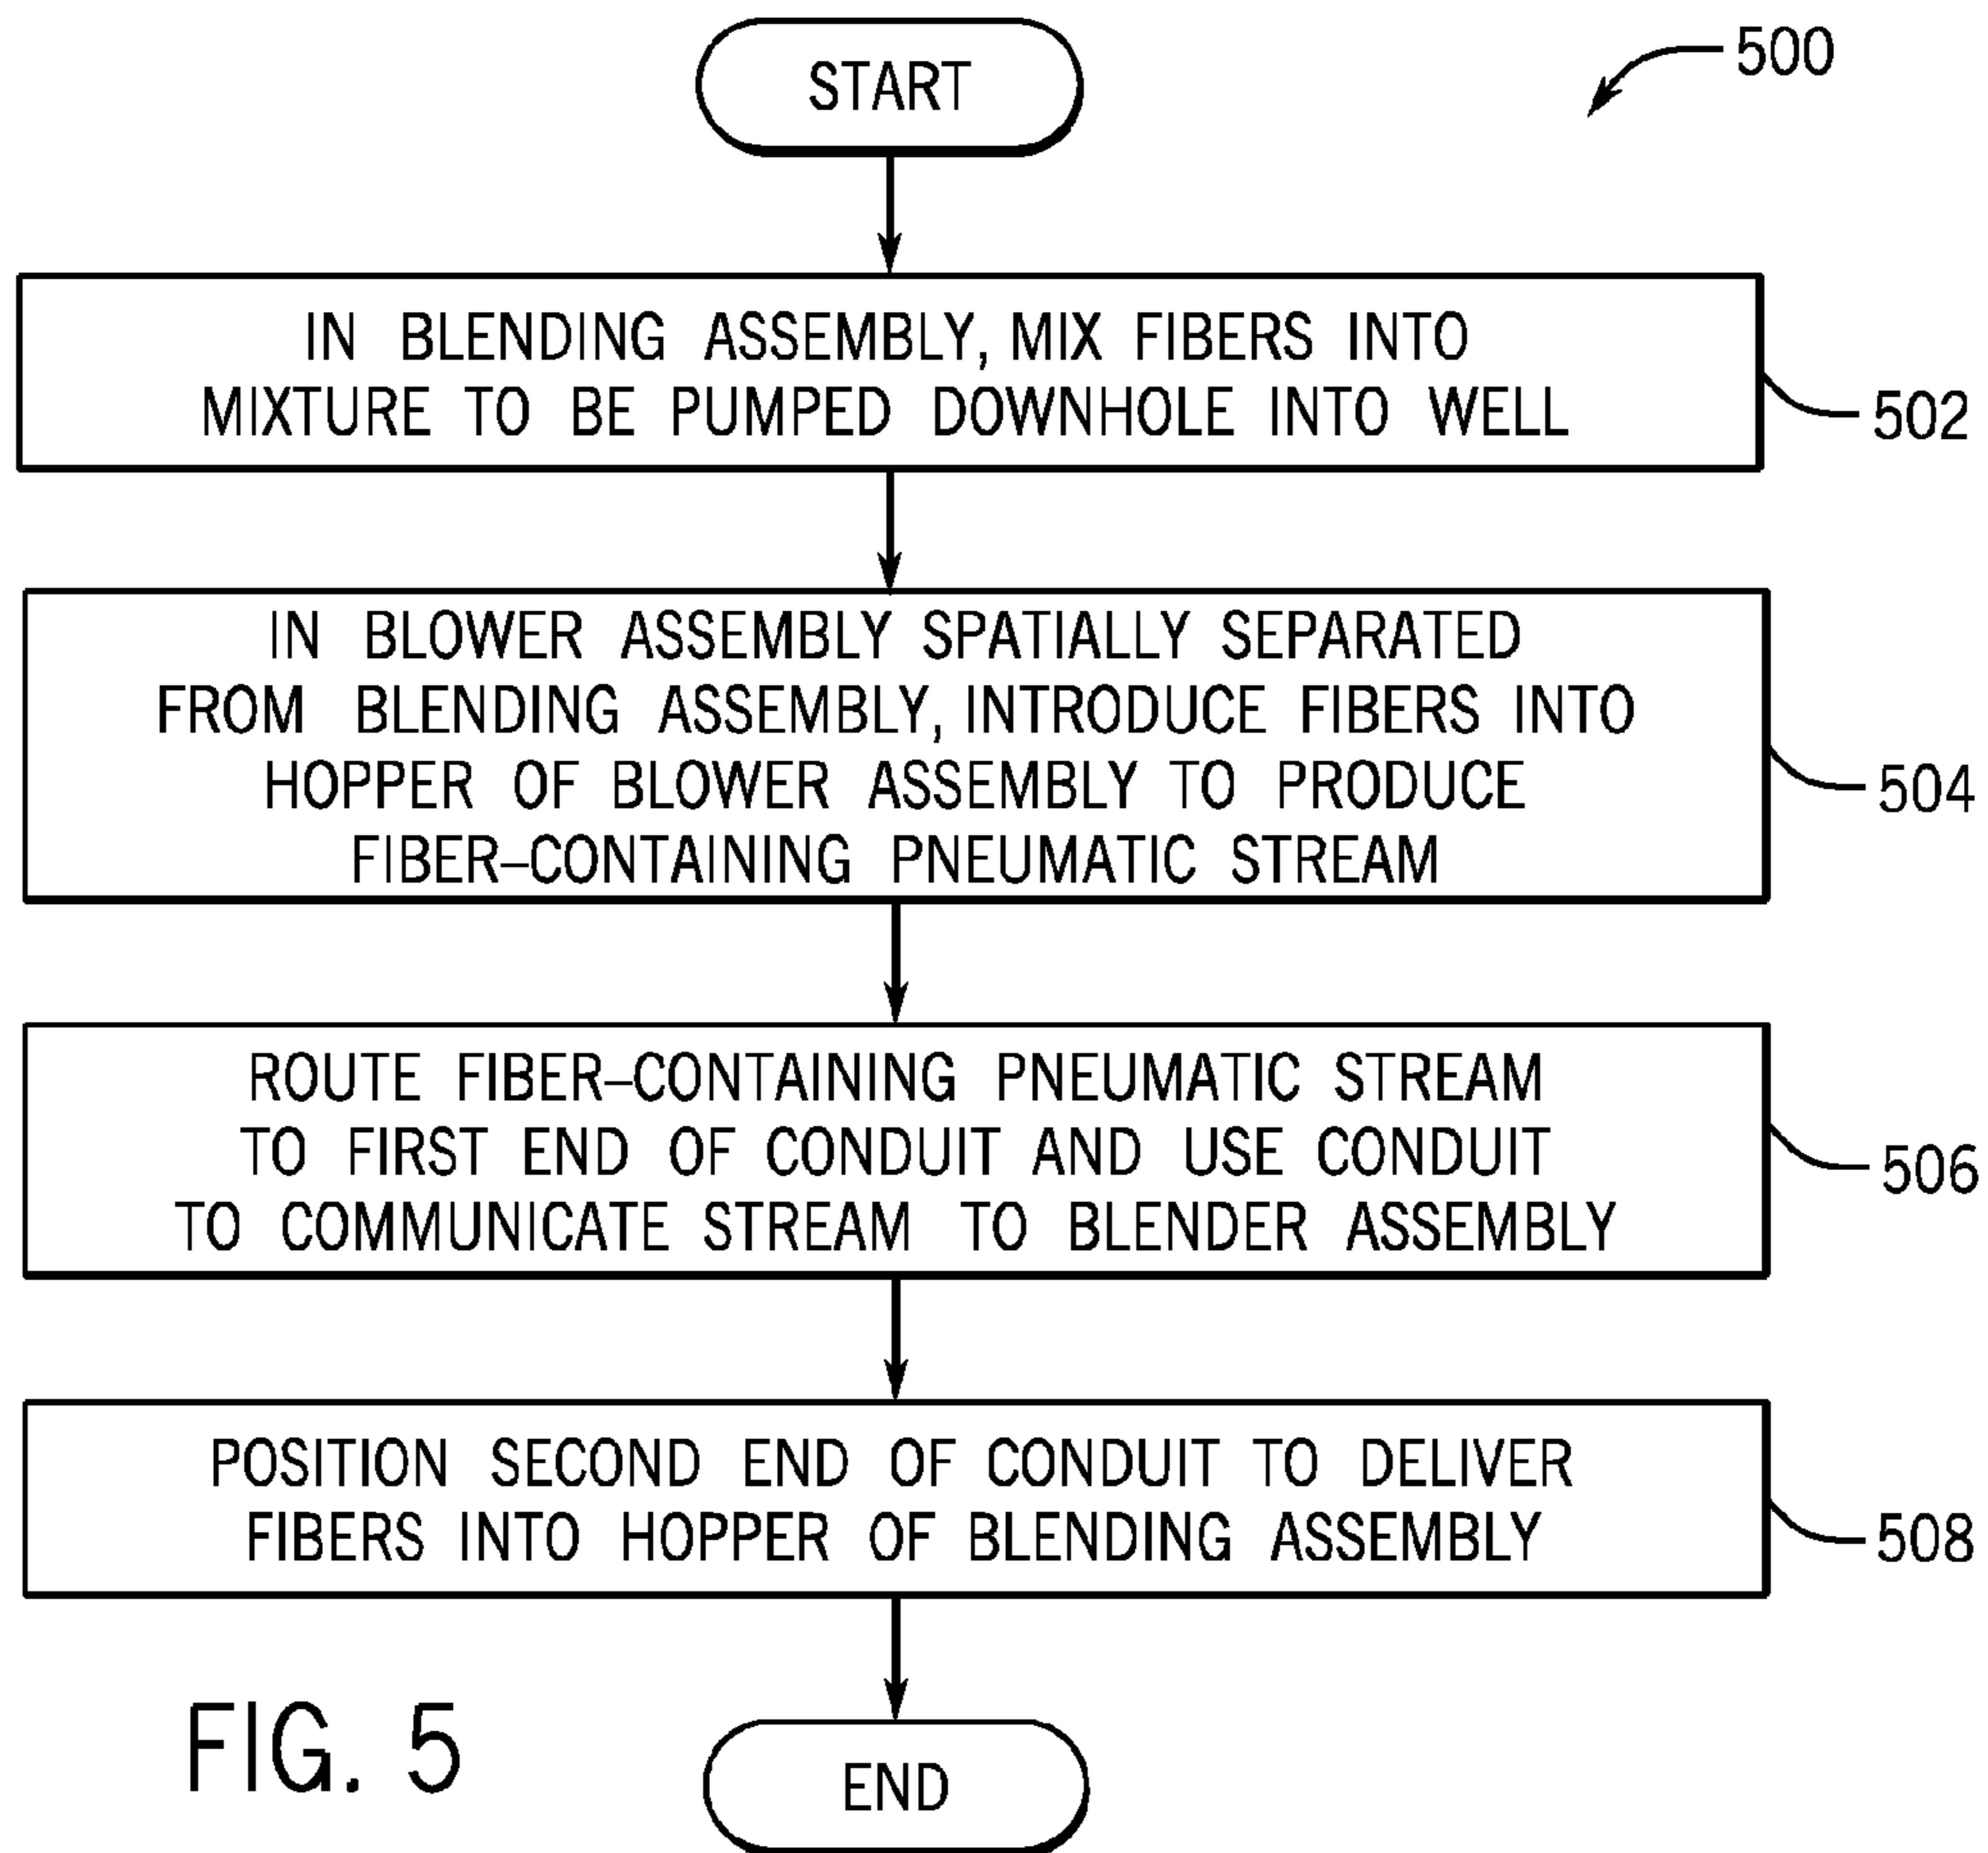 START
500
IN BLENDING ASSEMBLY, MIX FIBERS INTO
MIXTURE TO BE PUMPED DOWNHOLE INTO WELL
502
IN BLOWER ASSEMBLY SPATIALLY SEPARATED
FROM BLENDING ASSEMBLY, INTRODUCE FIBERS INTO
HOPPER OF BLOWER ASSEMBLY TO PRODUCE
FIBER–CONTAINING PNEUMATIC STREAM
504
ROUTE FIBER–CONTAINING PNEUMATIC STREAM
TO FIRST END OF CONDUIT AND USE CONDUIT
TO COMMUNICATE STREAM TO BLENDER ASSEMBLY
506
POSITION SECOND END OF CONDUIT TO DELIVER
FIBERS INTO HOPPER OF BLENDING ASSEMBLY
508
END
FIG. 5